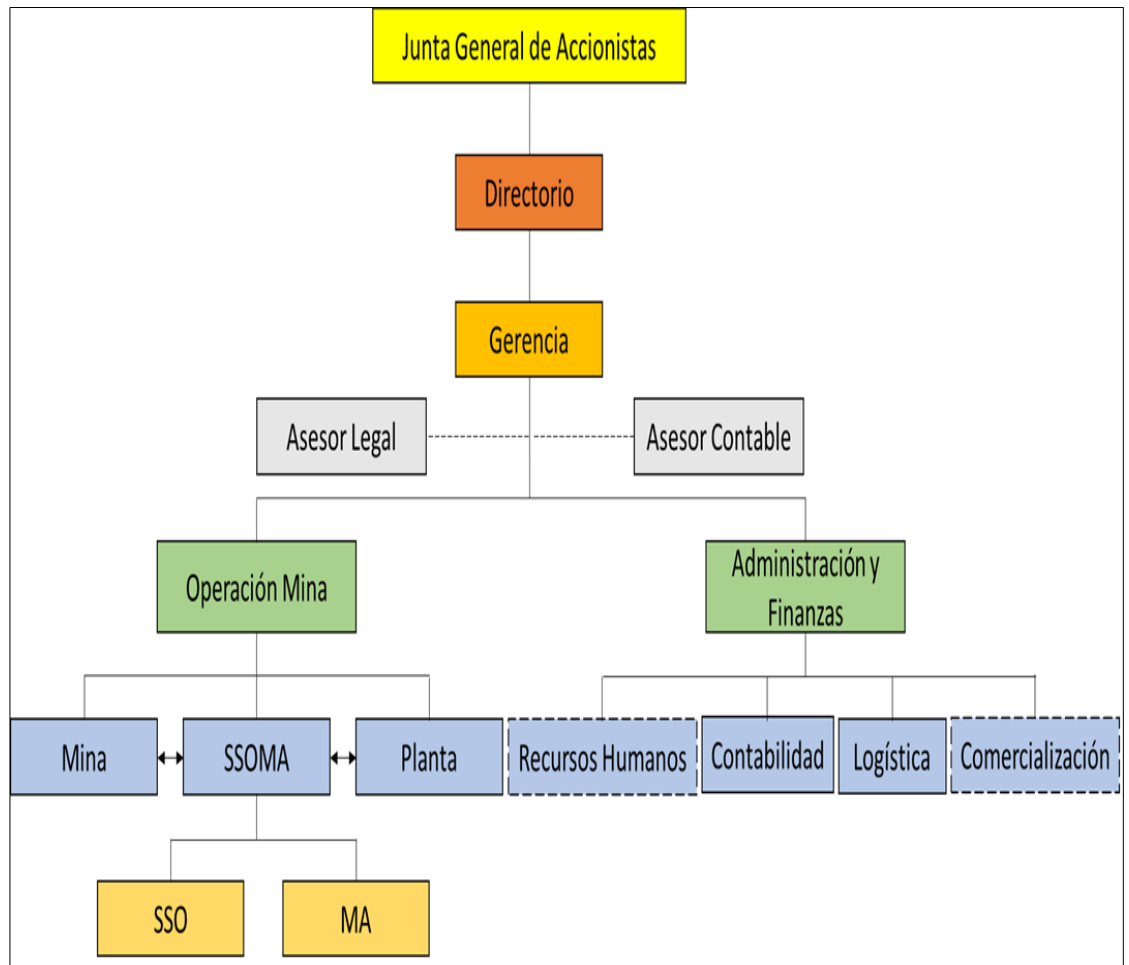 Junta General de Accionistas
Directorio
Gerencia
Asesor Legal
Asesor Contable
Operación Mina
Administración y
Finanzas
Mina
SSOMA
Planta
Recursos Humanos
Contabilidad
Logística
Comercialización
SSO
MA